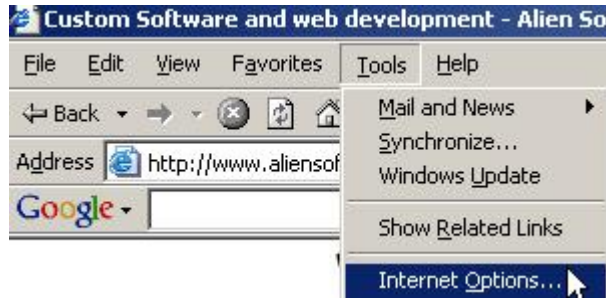 Custom Software and web development - Alien So
File Edit View Favorites Tools Help
Back
Mail and News
Synchronize...
Address http://www.aliensof
Windows Update
Google
Show Related Links
Internet Options...